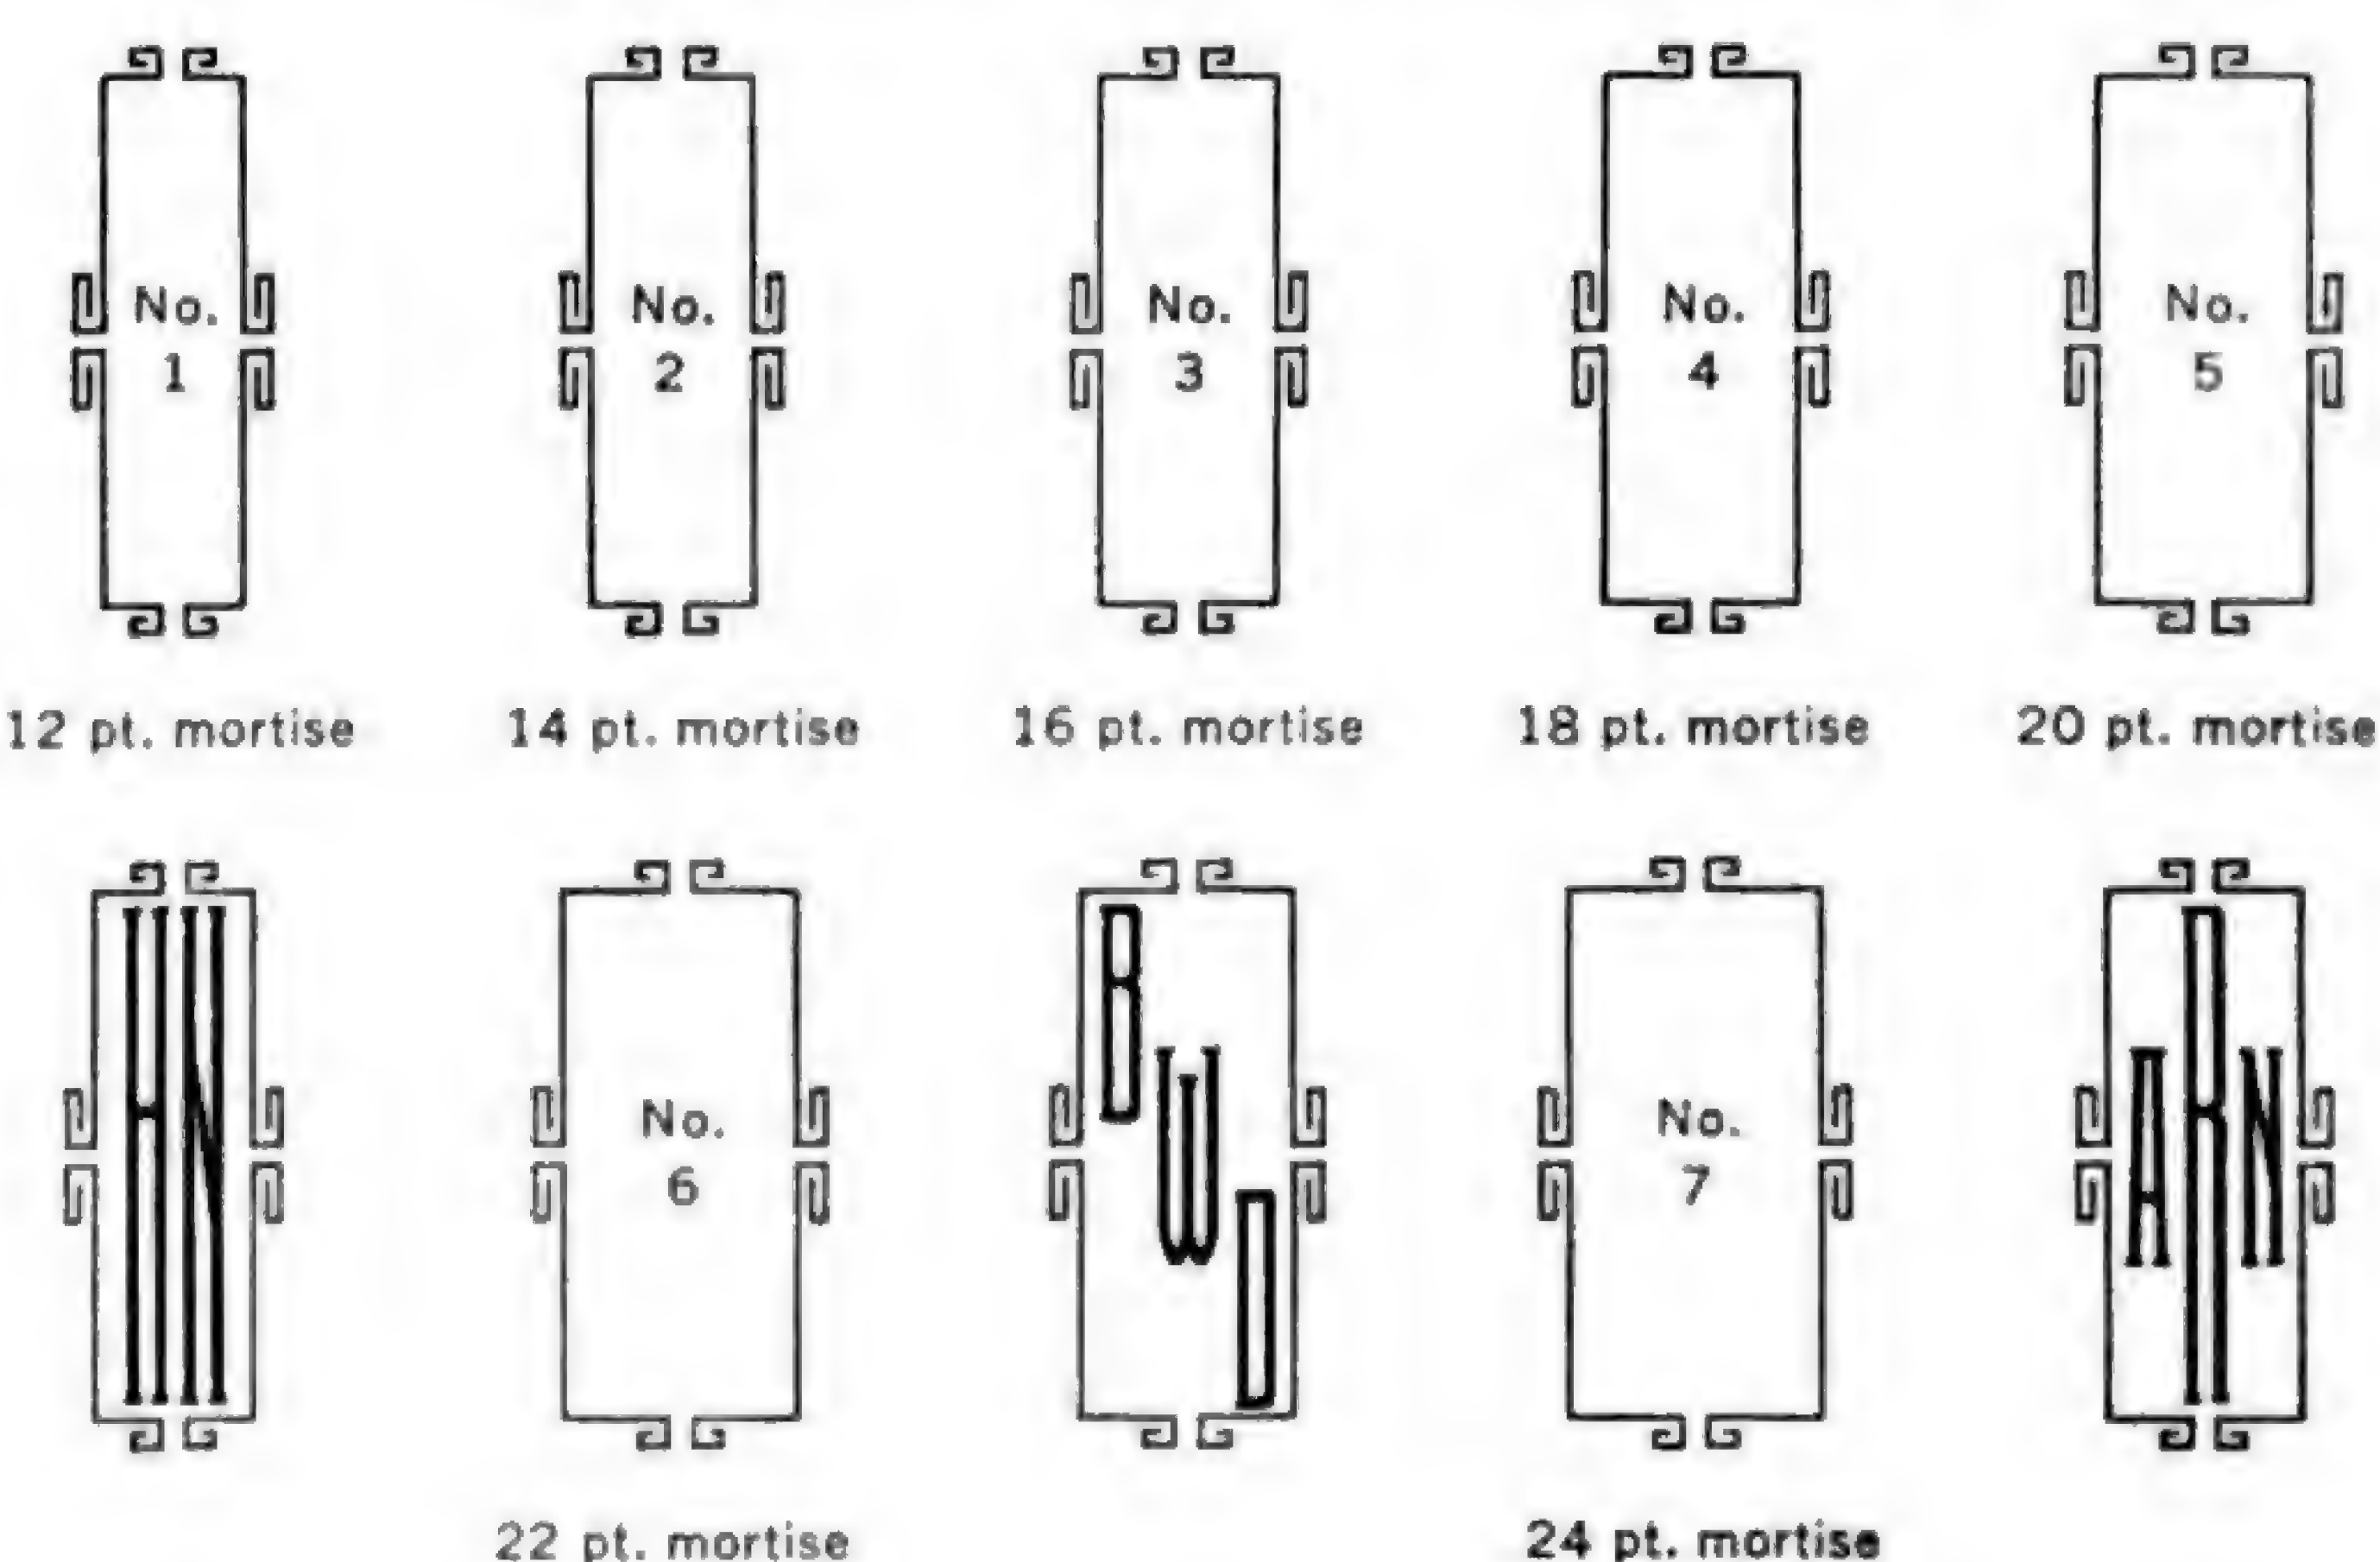 No. 1
No. 2
No. 3
No. 4
No. 5
12 pt. mortise
14 pt. mortise
16 pt. mortise
18 pt. mortise
20 pt. mortise
HN
No. 6
BWD
No. 7
ARN
22 pt. mortise
24 pt. mortise